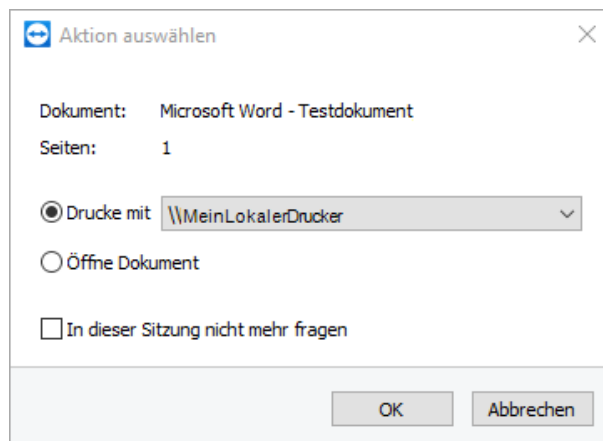 Aktion auswählen
Dokument: Microsoft Word - Testdokument
Seiten: 1
Drucke mit \\MeinLokalerDrucker
Öffne Dokument
In dieser Sitzung nicht mehr fragen
OK Abbrechen